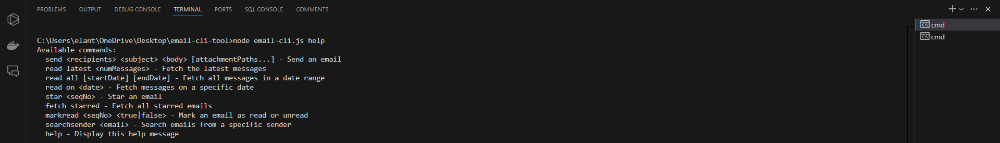 PROBLEMS OUTPUT DEBUG CONSOLE TERMINAL PORTS SQL CONSOLE COMMENTS
C:\Users\elant\OneDrive\Desktop\email-cli-tool>node email-cli.js help
Available commands:
  send <recipients> <subject> <body> [attachmentPaths...] - Send an email
  read latest <numMessages> - Fetch the latest messages
  read all [startDate] [endDate] - Fetch all messages in a date range
  read on <date> - Fetch messages on a specific date
  star <seqNo> - Star an email
  fetch starred - Fetch all starred emails
  markread <seqNo> <true|false> - Mark an email as read or unread
  searchsender <email> - Search emails from a specific sender
  help - Display this help message
cmd
cmd